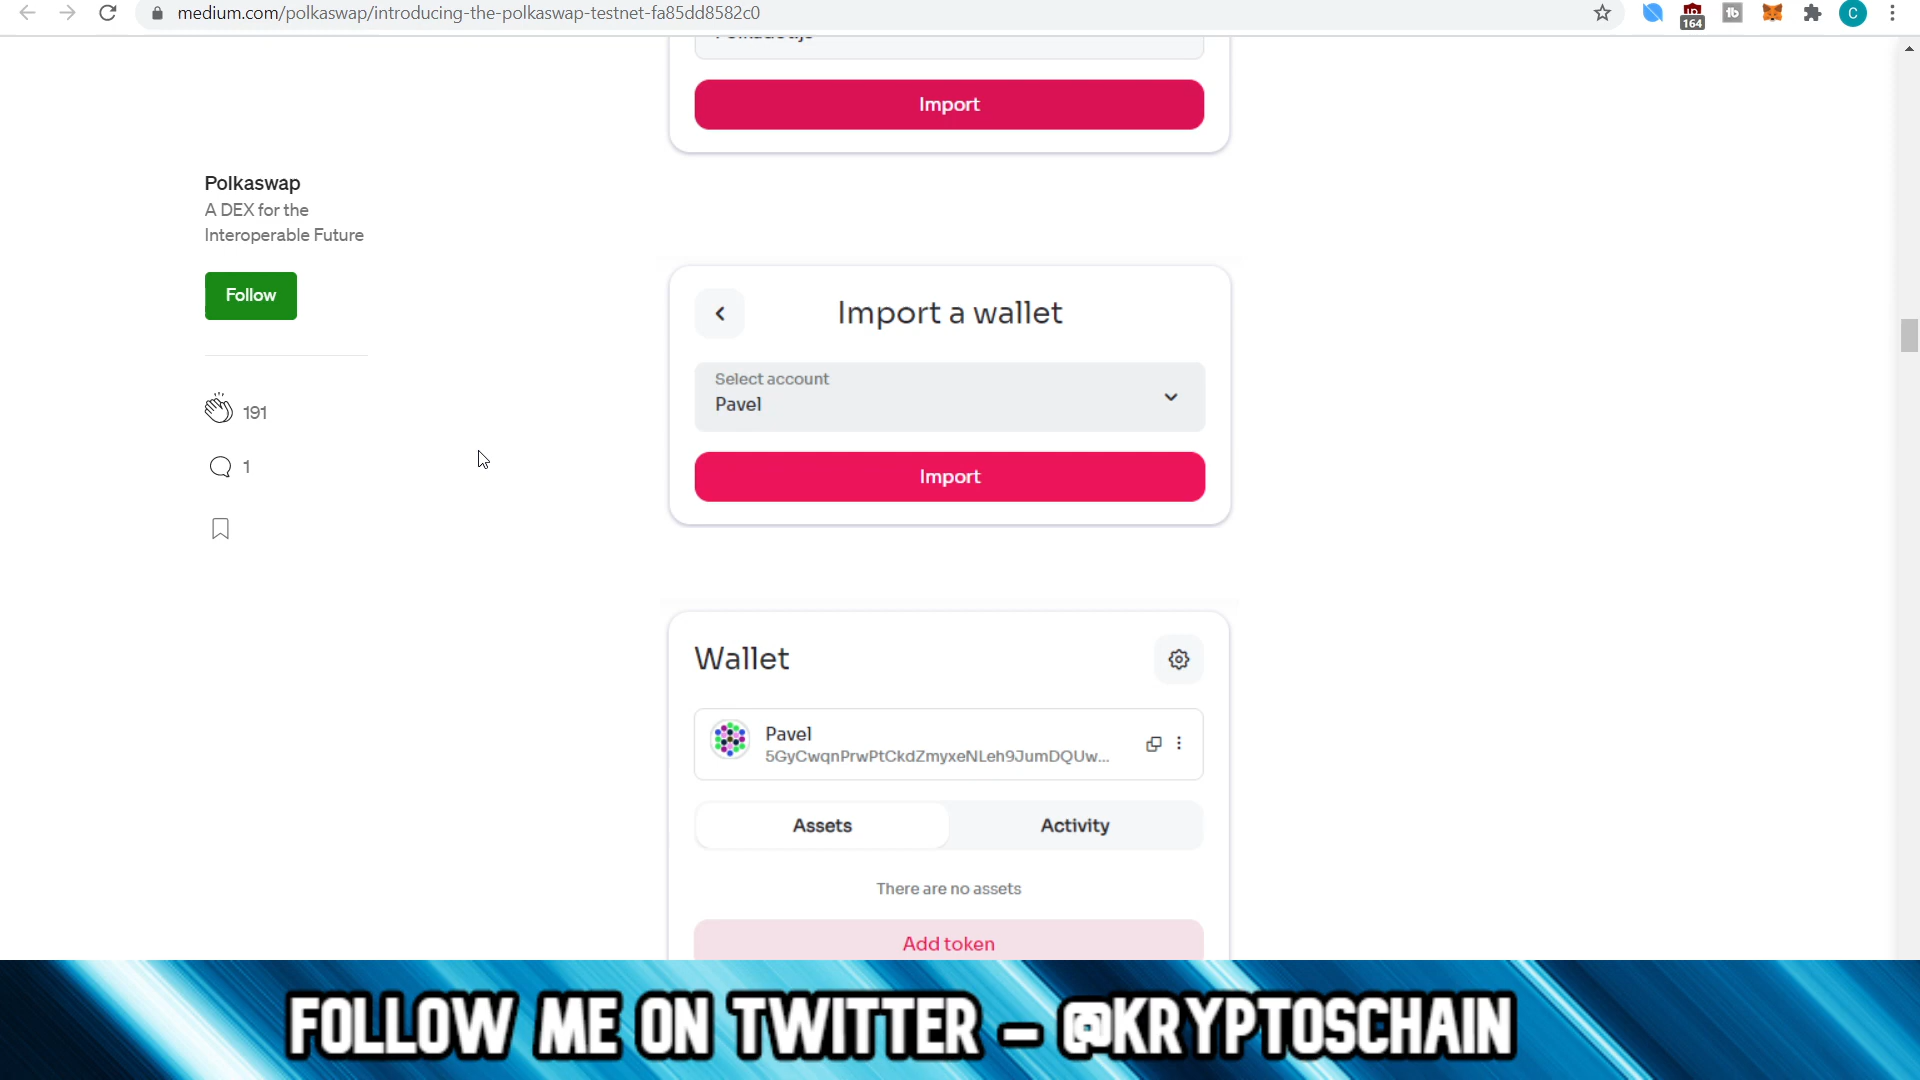 medium.com/polkaswap/introducing-the-polkaswap-testnet-fa85dd8582c0
164
C
Import
Polkaswap
A DEX for the
Interoperable Future
Follow
191
1
Import a wallet
Select account
Pavel
Import
Wallet
Pavel
5GyCwqnPrwPtCkdZmyxeNLeh9JumDQUw...
Assets
Activity
There are no assets
Add token
FOLLOW ME ON TWITTER – @KRYPTOSCHAIN